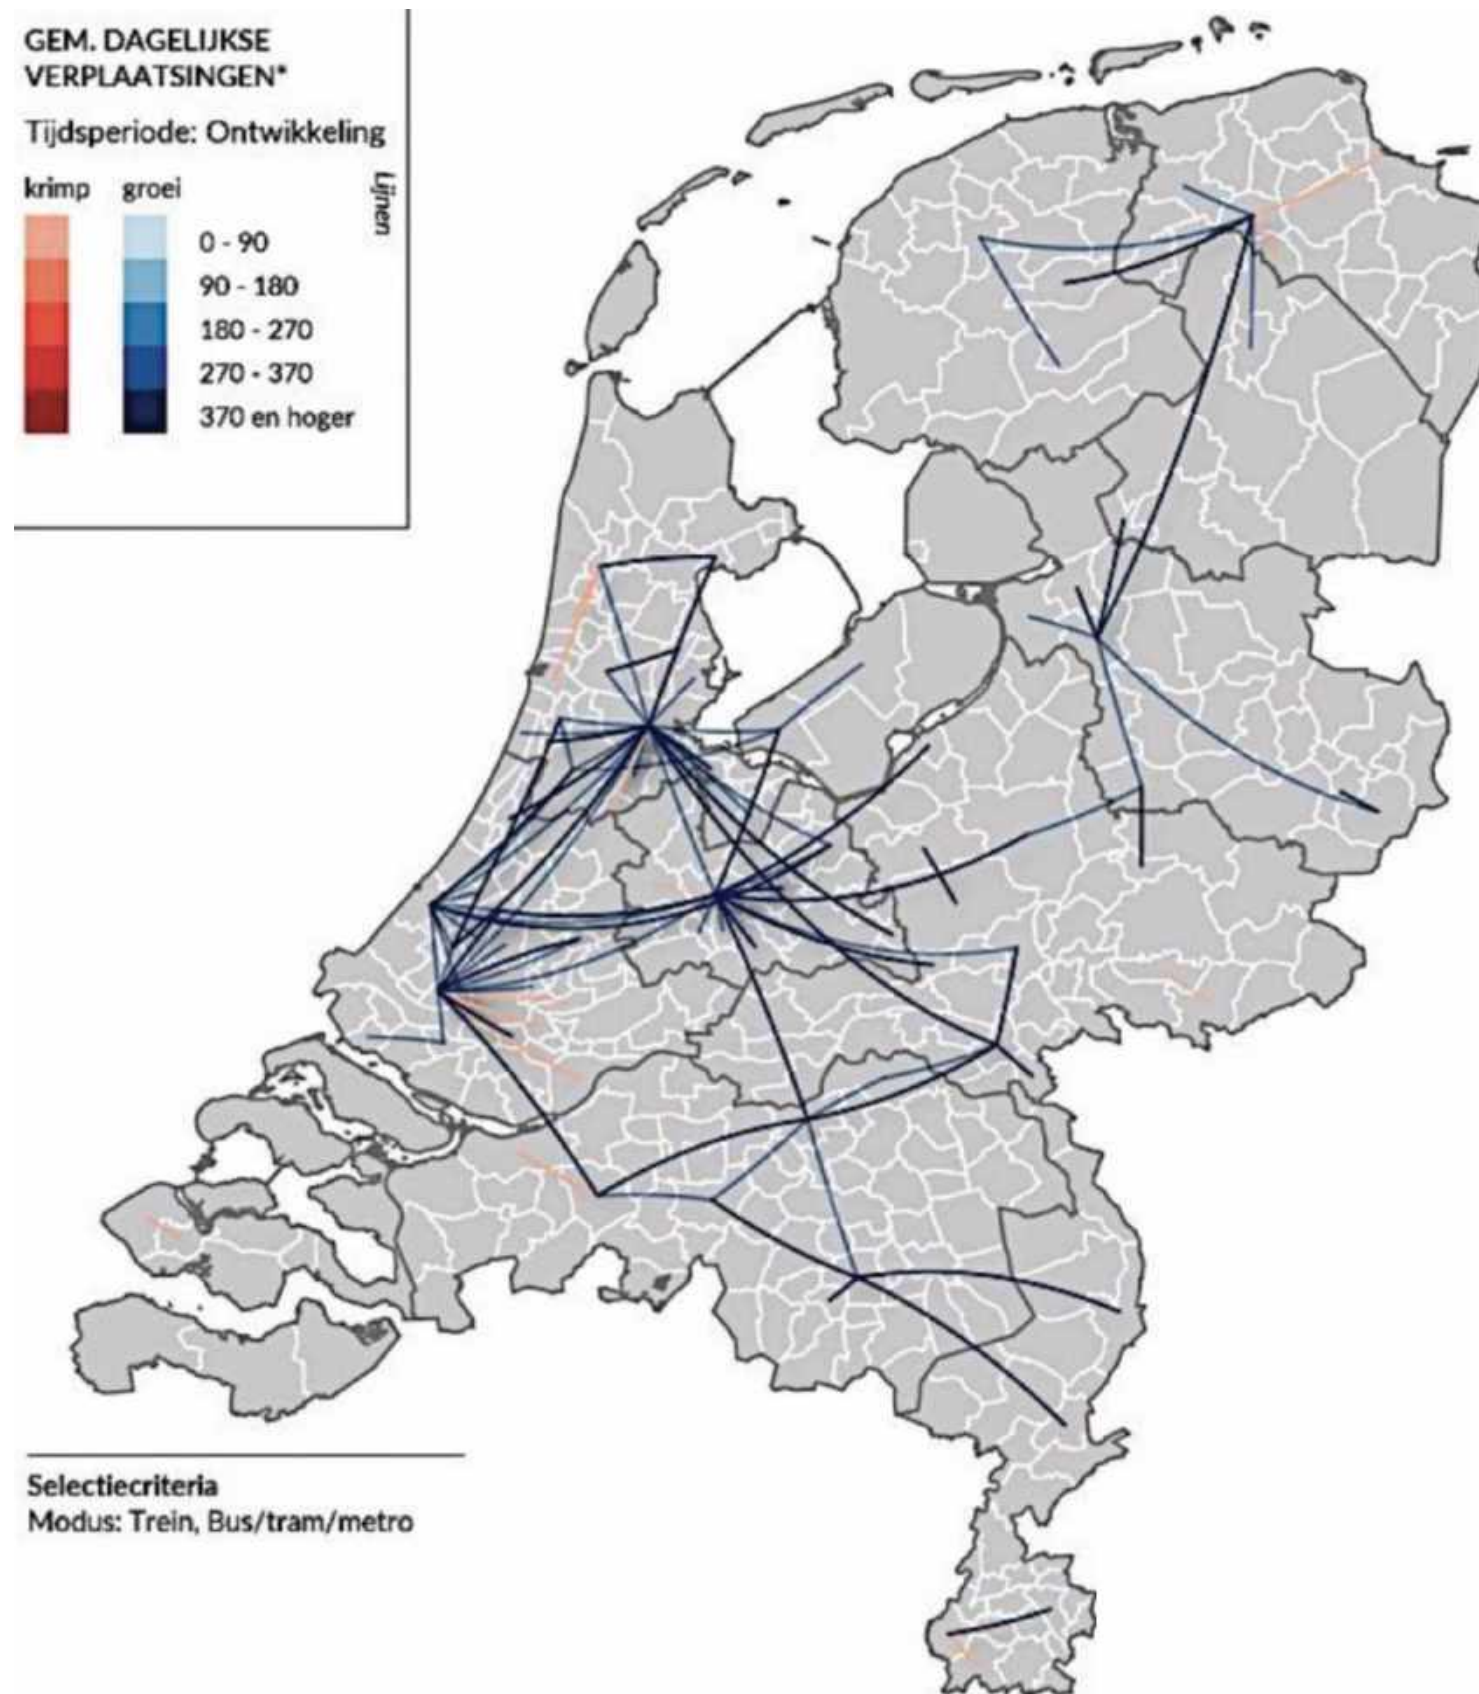 GEM. DAGELIJKSE
VERPLAATSINGEN*
Tijdsperiode: Ontwikkeling
Lijnen
krimp groei
0 - 90
90 - 180
180 - 270
270 - 370
370 en hoger
Selectiecriteria
Modus: Trein, Bus/tram/metro